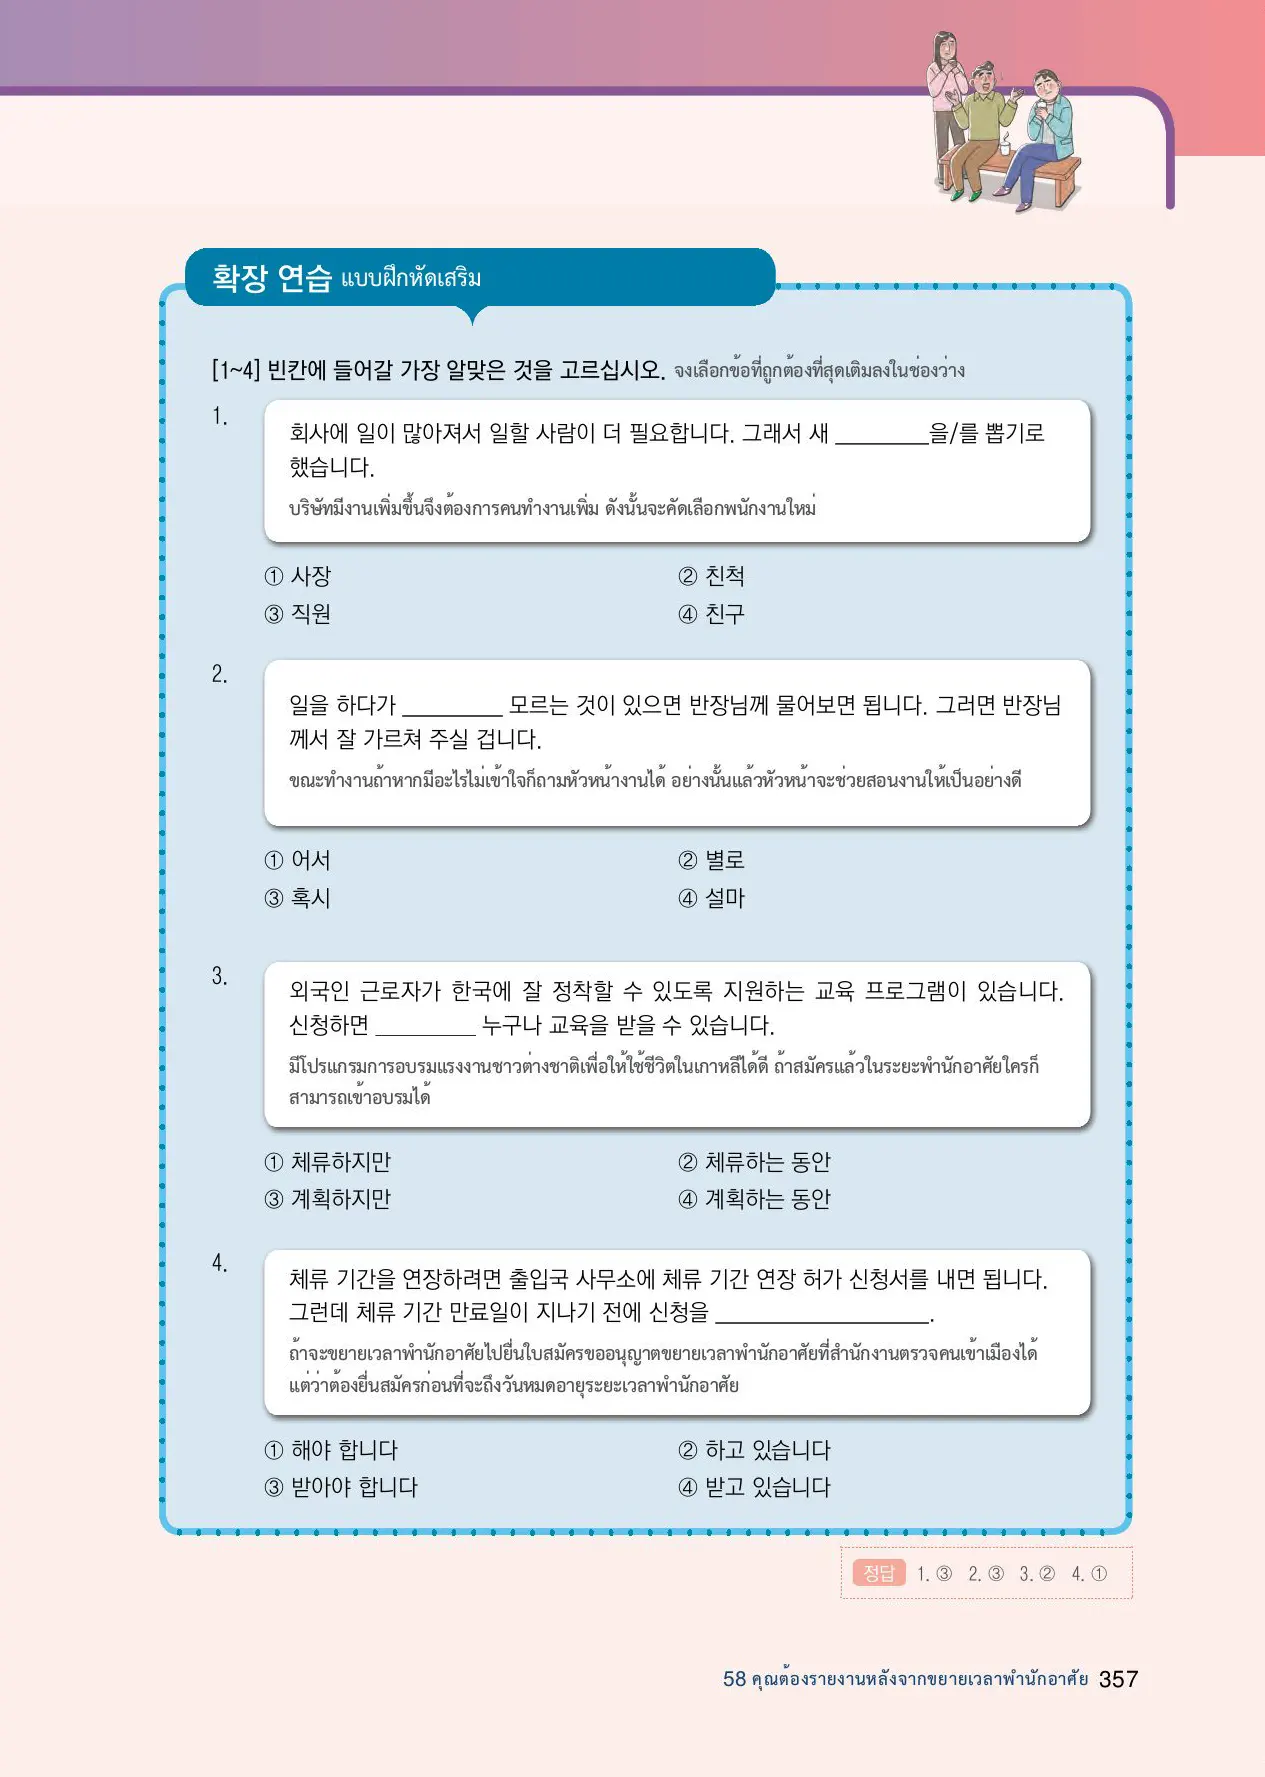 확장 연습 แบบฝึกหัดเสริม
[1~4] 빈칸에 들어갈 가장 알맞은 것을 고르십시오. จงเลือกข้อที่ถูกต้องที่สุดเติมลงในช่องว่าง
1.
회사에 일이 많아져서 일할 사람이 더 필요합니다. 그래서 새 ________을/를 뽑기로
했습니다.
บริษัทมีงานเพิ่มขึ้นจึงต้องการคนทำงานเพิ่ม ดังนั้นจะคัดเลือกพนักงานใหม่
① 사장 ② 친척
③ 직원 ④ 친구
2.
일을 하다가 ________ 모르는 것이 있으면 반장님께 물어보면 됩니다. 그러면 반장님
께서 잘 가르쳐 주실 겁니다.
ขณะทำงานถ้าหากมีอะไรไม่เข้าใจก็ถามหัวหน้างานได้ อย่างนั้นแล้วหัวหน้าจะช่วยสอนงานให้เป็นอย่างดี
① 어서 ② 별로
③ 혹시 ④ 설마
3.
외국인 근로자가 한국에 잘 정착할 수 있도록 지원하는 교육 프로그램이 있습니다.
신청하면 ________ 누구나 교육을 받을 수 있습니다.
มีโปรแกรมการอบรมแรงงานชาวต่างชาติเพื่อให้ใช้ชีวิตในเกาหลีได้ดี ถ้าสมัครแล้วในระยะพำนักอาศัยใครก็
สามารถเข้าอบรมได้
① 체류하지만 ② 체류하는 동안
③ 계획하지만 ④ 계획하는 동안
4.
체류 기간을 연장하려면 출입국 사무소에 체류 기간 연장 허가 신청서를 내면 됩니다.
그런데 체류 기간 만료일이 지나기 전에 신청을 __________________.
ถ้าจะขยายเวลาพำนักอาศัยไปยื่นใบสมัครขออนุญาตขยายเวลาพำนักอาศัยที่สำนักงานตรวจคนเข้าเมืองได้
แต่ว่าต้องยื่นสมัครก่อนที่จะถึงวันหมดอายุระยะเวลาพำนักอาศัย
① 해야 합니다 ② 하고 있습니다
③ 받아야 합니다 ④ 받고 있습니다
정답 1. ③ 2. ③ 3. ② 4. ①
58 คุณต้องรายงานหลังจากขยายเวลาพำนักอาศัย 357